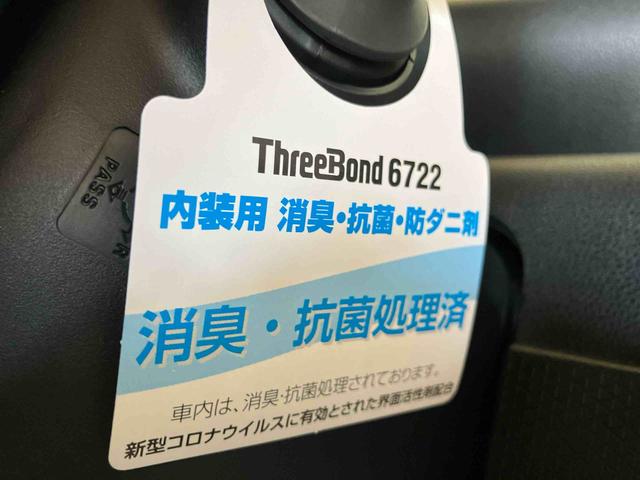 ThreeBond 6722
内装用 消臭・抗菌・防ダニ剤
消臭・抗菌処理済
車内は、消臭・抗菌処理されております。
新型コロナウイルスに有効とされた界面活性剤配合
PASS